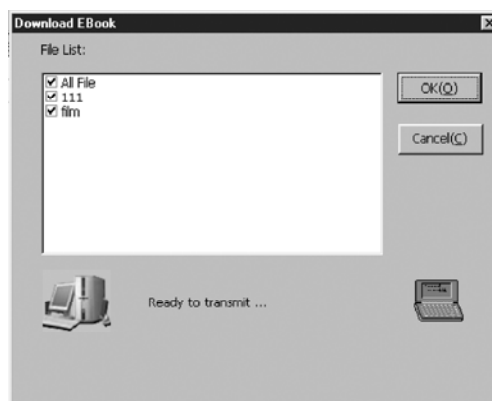 Download EBook
File List:
All File
111
film
OK(O)
Cancel(C)
Ready to transmit ...